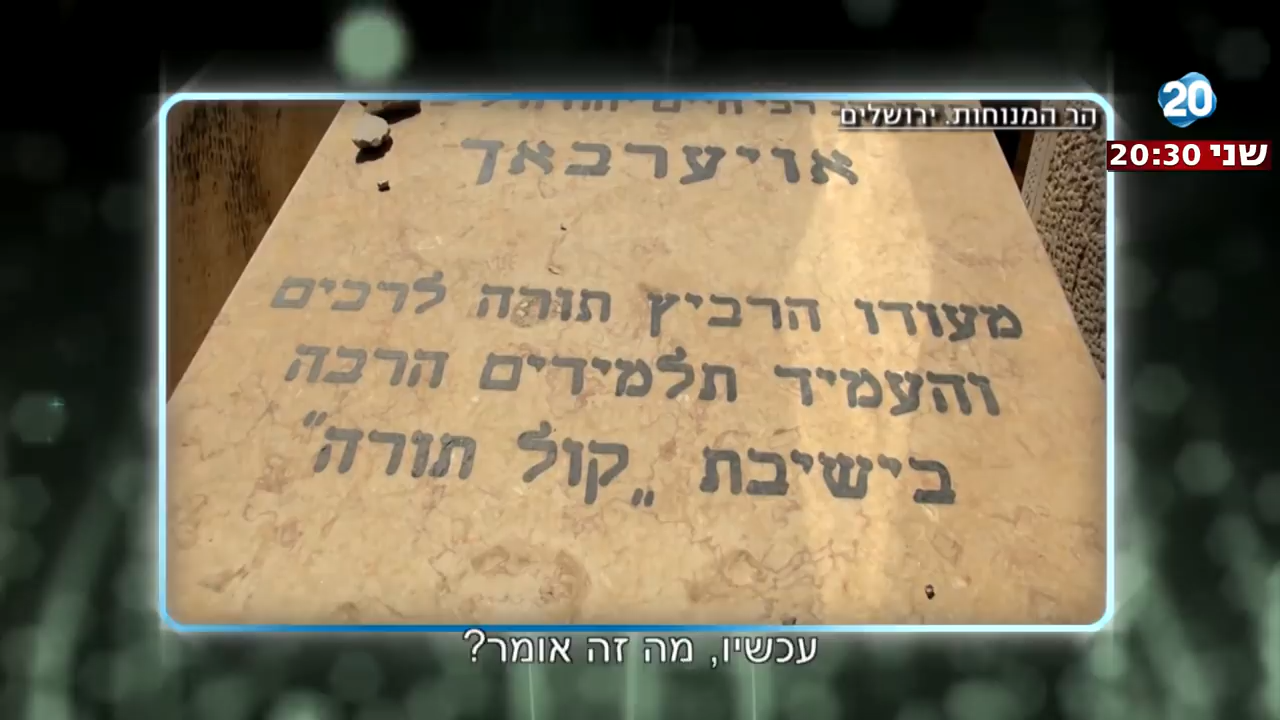 הר המנוחות. ירושלים
20
שני 20:30
אויערבאך
מעודו הרביץ תורה לרבים
והעמיד תלמידים הרבה
בישיבת „קול תורה”
עכשיו, מה זה אומר?